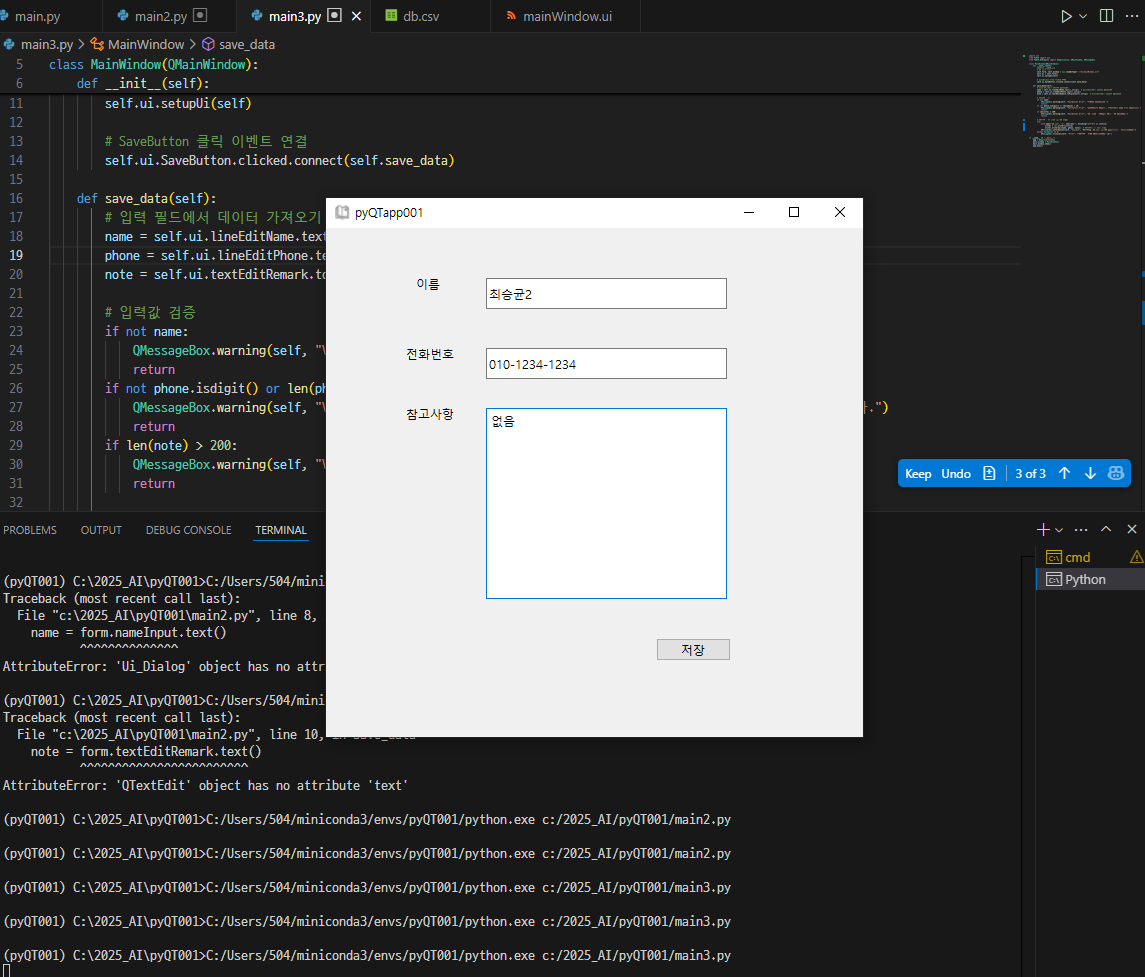 main.py
main2.py
main3.py
db.csv
mainWindow.ui
main3.py > MainWindow > save_data
5 class MainWindow(QMainWindow):
6 def __init__(self):
11 self.ui.setupUi(self)
12
13 # SaveButton 클릭 이벤트 연결
14 self.ui.SaveButton.clicked.connect(self.save_data)
15
16 def save_data(self):
17 # 입력 필드에서 데이터 가져오기
18 name = self.ui.lineEditName.text
19 phone = self.ui.lineEditPhone.te
20 note = self.ui.textEditRemark.to
21
22 # 입력값 검증
23 if not name:
24 QMessageBox.warning(self, "
25 return
26 if not phone.isdigit() or len(ph
27 QMessageBox.warning(self, " .")
28 return
29 if len(note) > 200:
30 QMessageBox.warning(self, "
31 return
32
pyQTapp001
이름
최승균2
전화번호
010-1234-1234
참고사항
없음
저장
Keep Undo 3 of 3
PROBLEMS OUTPUT DEBUG CONSOLE TERMINAL
cmd
Python
(pyQT001) C:\2025_AI\pyQT001>C:/Users/504/mini
Traceback (most recent call last):
File "c:\2025_AI\pyQT001\main2.py", line 8,
name = form.nameInput.text()
^^^^^^^^^^^^^^
AttributeError: 'Ui_Dialog' object has no attr
(pyQT001) C:\2025_AI\pyQT001>C:/Users/504/mini
Traceback (most recent call last):
File "c:\2025_AI\pyQT001\main2.py", line 10, in save_data
note = form.textEditRemark.text()
^^^^^^^^^^^^^^^^^^^^^^^^
AttributeError: 'QTextEdit' object has no attribute 'text'
(pyQT001) C:\2025_AI\pyQT001>C:/Users/504/miniconda3/envs/pyQT001/python.exe c:/2025_AI/pyQT001/main2.py
(pyQT001) C:\2025_AI\pyQT001>C:/Users/504/miniconda3/envs/pyQT001/python.exe c:/2025_AI/pyQT001/main2.py
(pyQT001) C:\2025_AI\pyQT001>C:/Users/504/miniconda3/envs/pyQT001/python.exe c:/2025_AI/pyQT001/main3.py
(pyQT001) C:\2025_AI\pyQT001>C:/Users/504/miniconda3/envs/pyQT001/python.exe c:/2025_AI/pyQT001/main3.py
(pyQT001) C:\2025_AI\pyQT001>C:/Users/504/miniconda3/envs/pyQT001/python.exe c:/2025_AI/pyQT001/main3.py